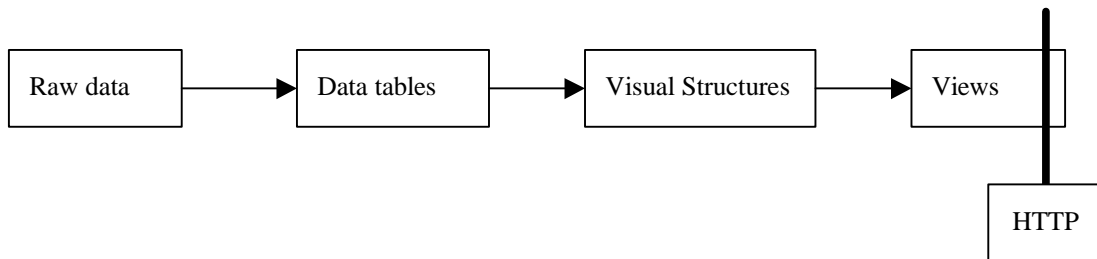 Raw data
Data tables
Visual Structures
Views
HTTP